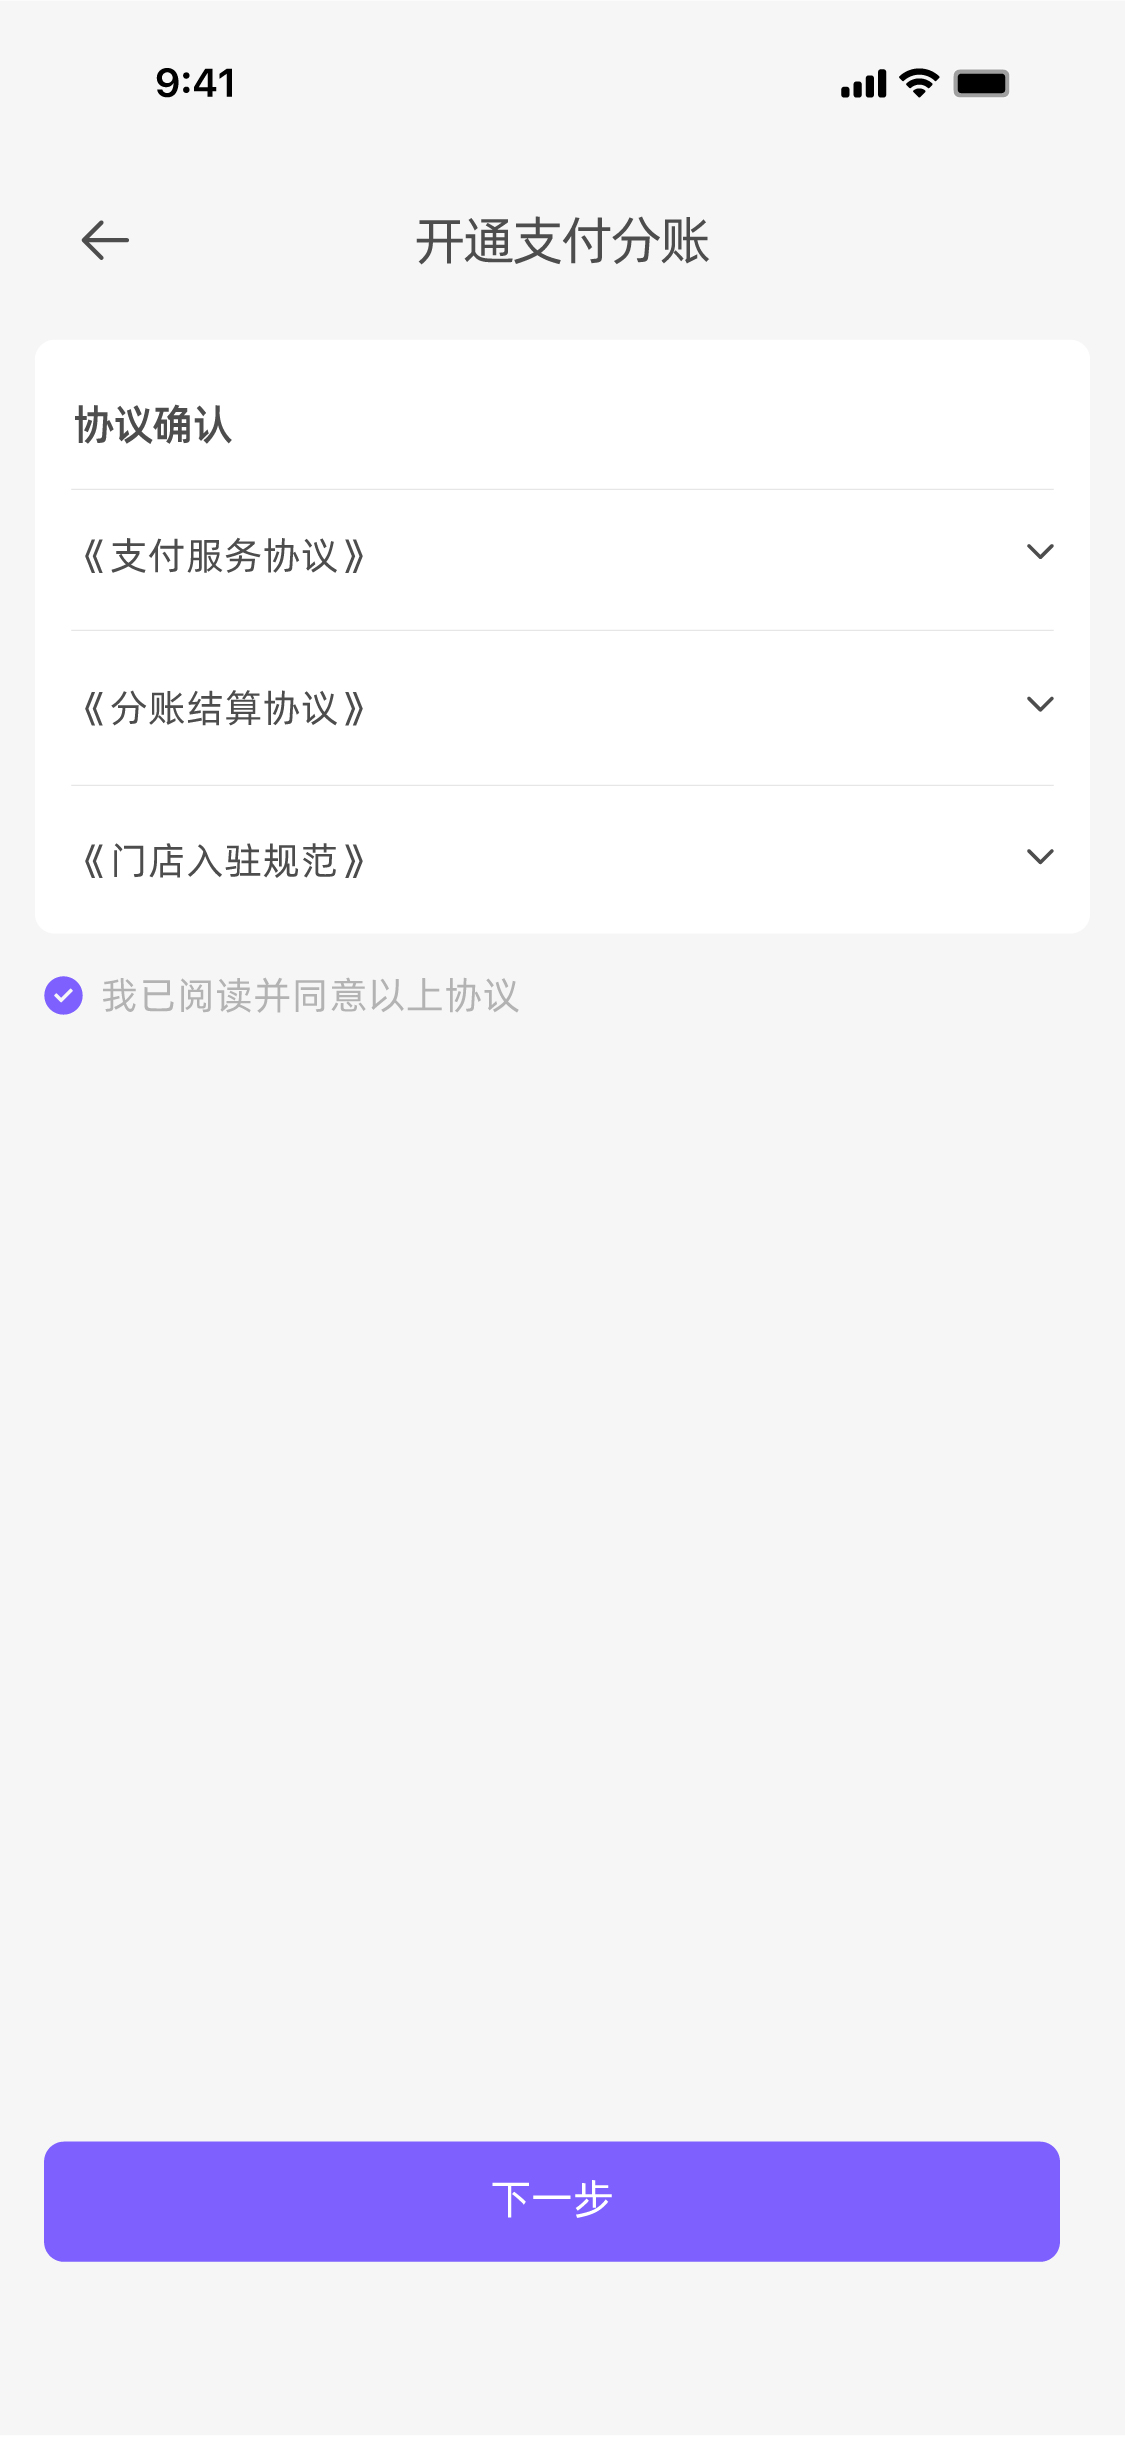 9:41
开通支付分账
协议确认
《支付服务协议》
《分账结算协议》
《门店入驻规范》
我已阅读并同意以上协议
下一步